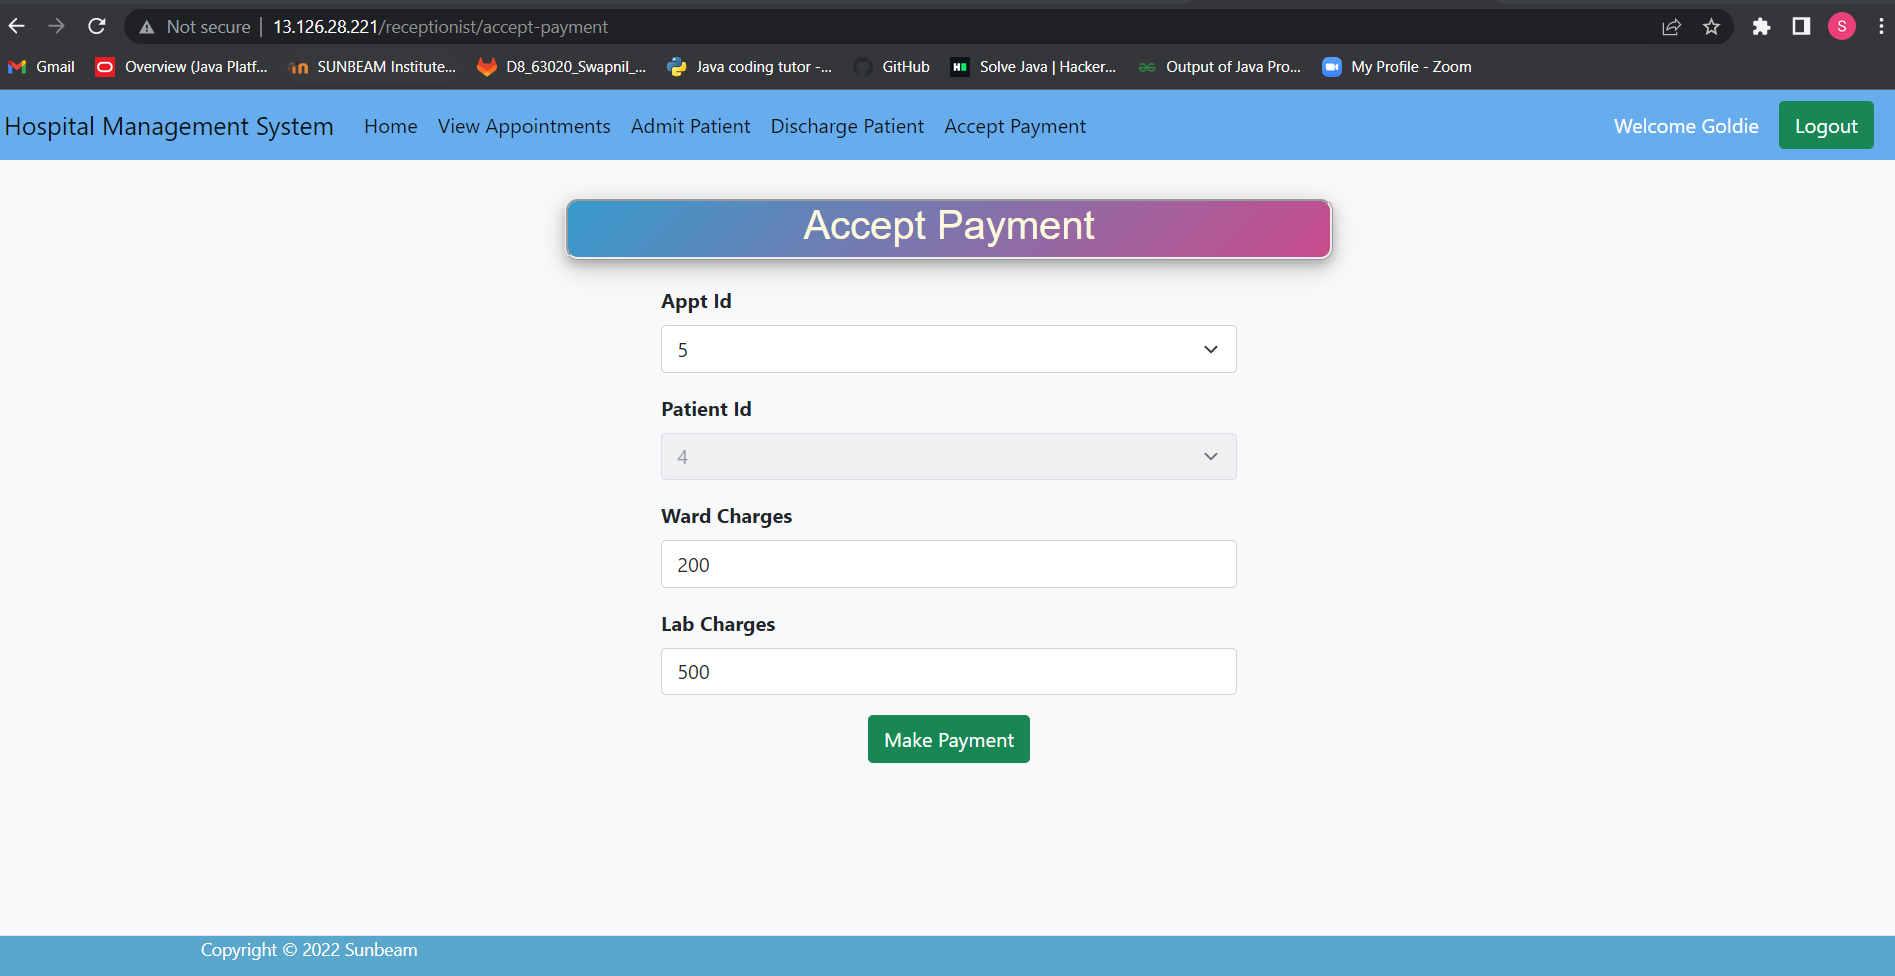 Not secure | 13.126.28.221/receptionist/accept-payment S
Gmail Overview (Java Platf... SUNBEAM Institute... D8_63020_Swapnil_... Java coding tutor -... GitHub Solve Java | Hacker... Output of Java Pro... My Profile - Zoom
Hospital Management System Home View Appointments Admit Patient Discharge Patient Accept Payment Welcome Goldie Logout
Accept Payment
Appt Id
5
Patient Id
4
Ward Charges
200
Lab Charges
500
Make Payment
Copyright © 2022 Sunbeam